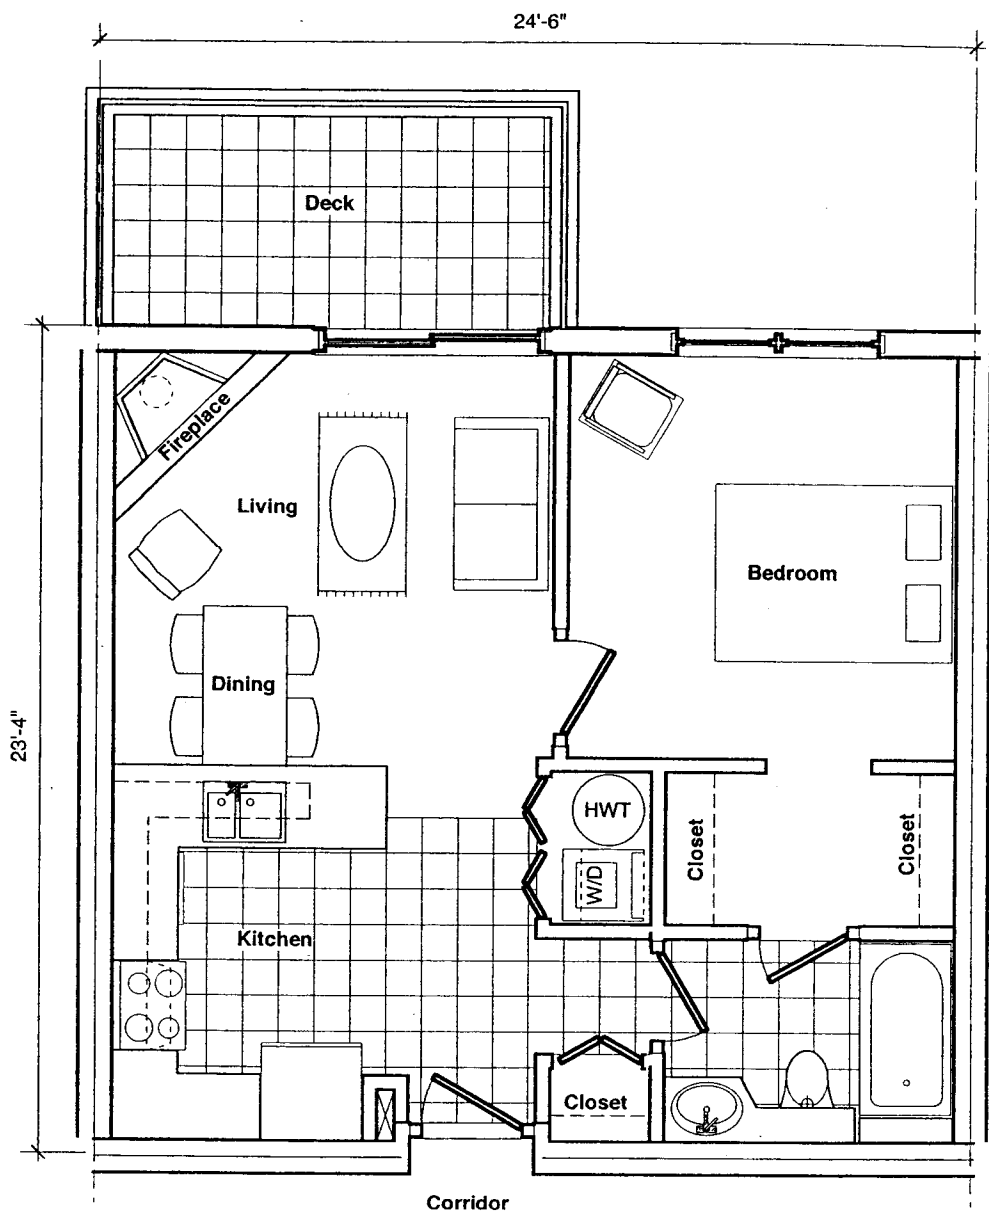 24'-6"
Deck
Fireplace
Living
Bedroom
Dining
23'-4"
HWT
Closet
Closet
W/D
Kitchen
Closet
Corridor